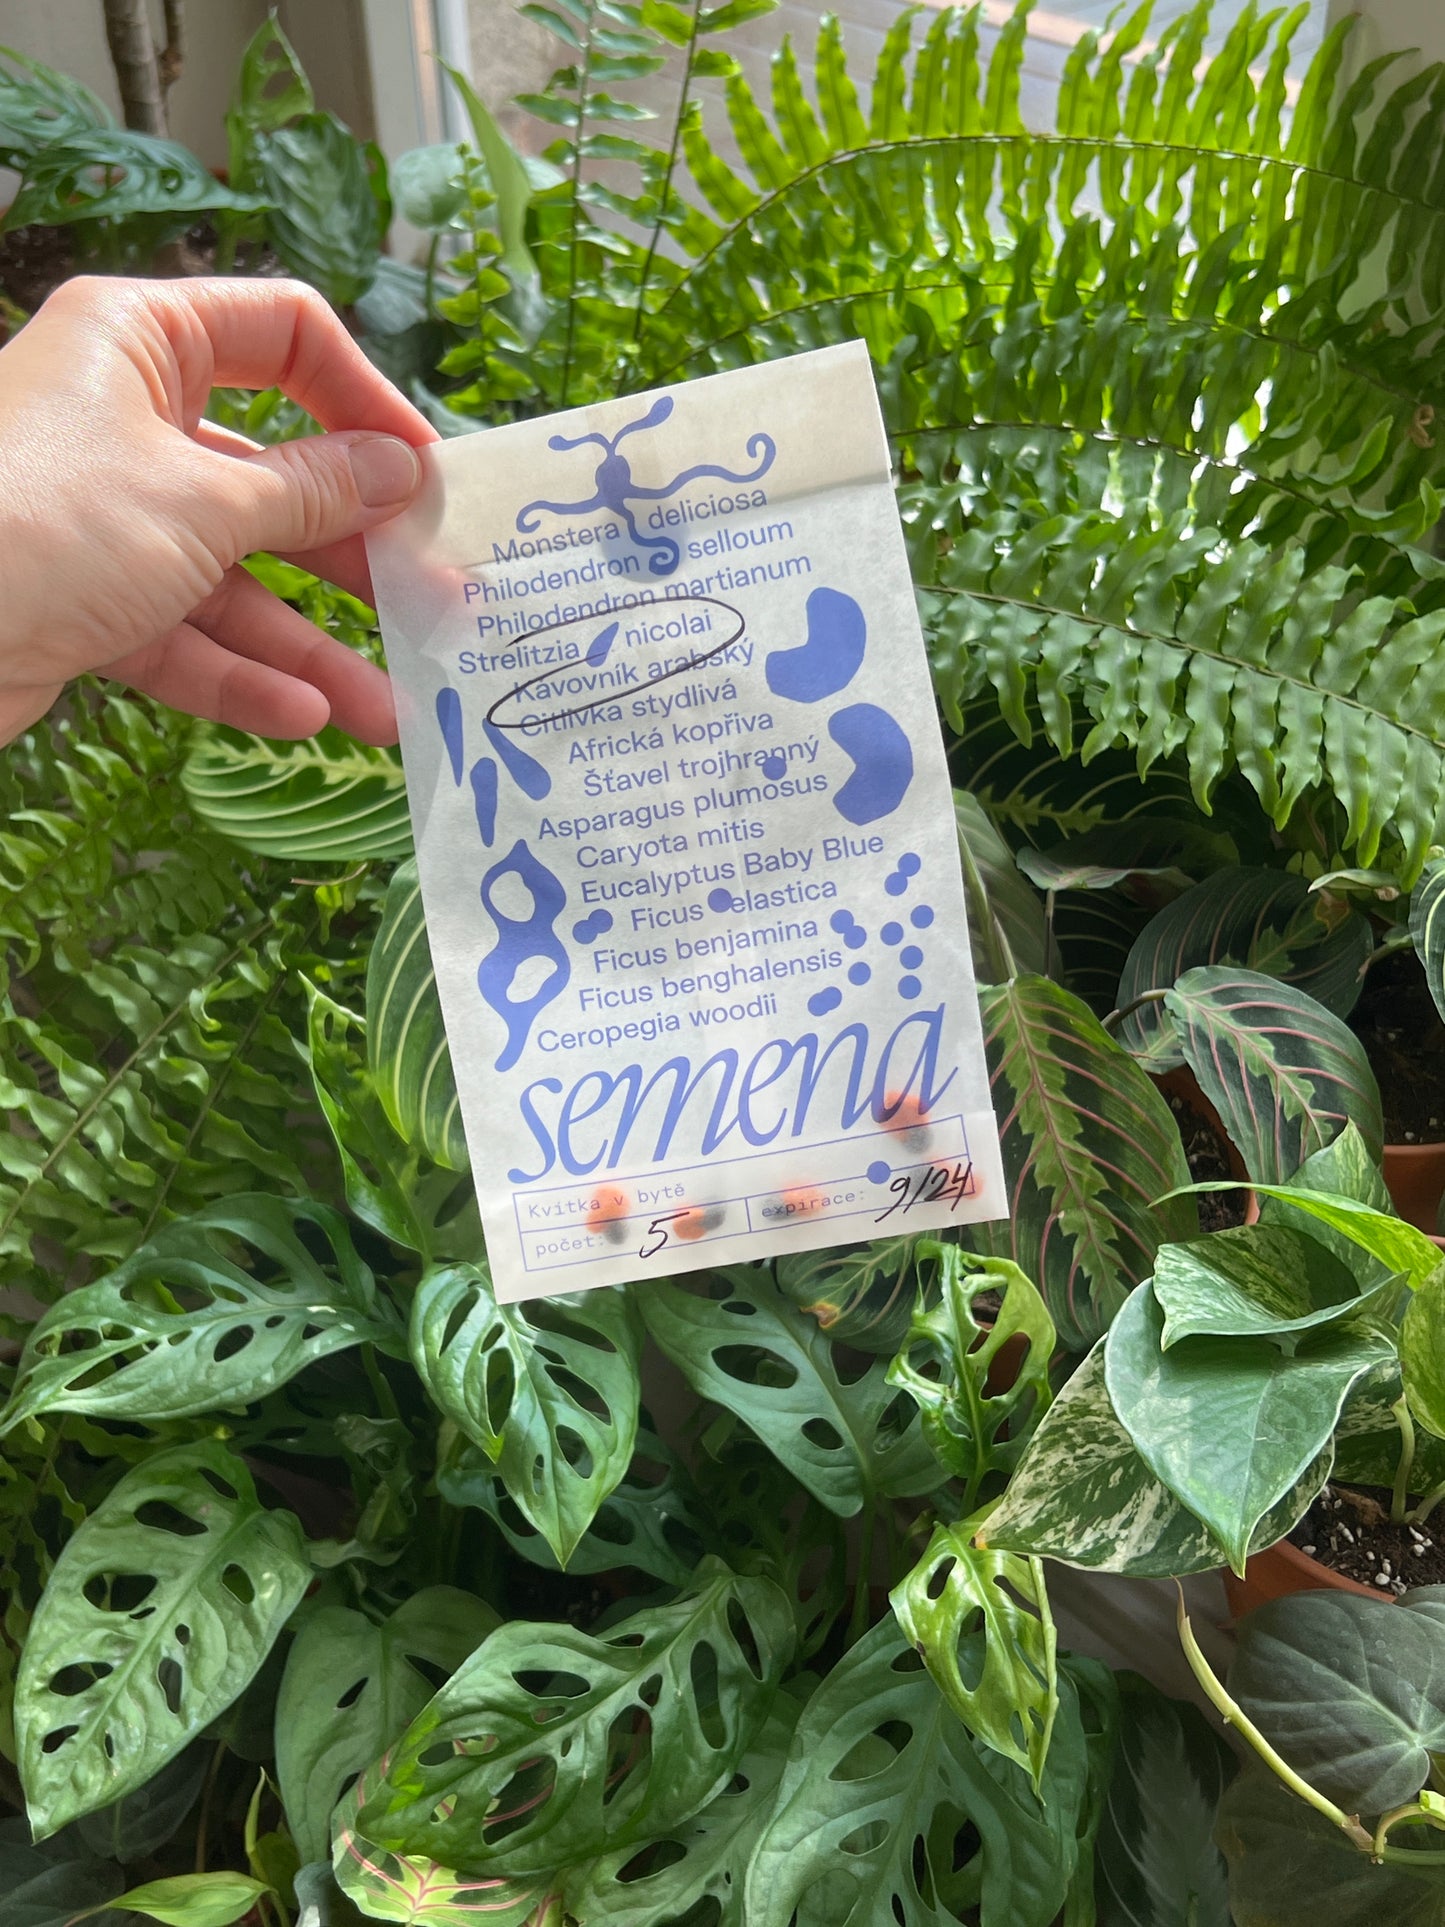 Monstera deliciosa
Philodendron selloum
Philodendron martianum
Strelitzia nicolai
Kávovník arabský
Citlivka stydlivá
Africká kopřiva
Šťavel trojhranný
Asparagus plumosus
Caryota mitis
Eucalyptus Baby Blue
Ficus elastica
Ficus benjamina
Ficus benghalensis
Ceropegia woodii
semena
Kvítka v bytě
počet: 5
expirace: 9/24